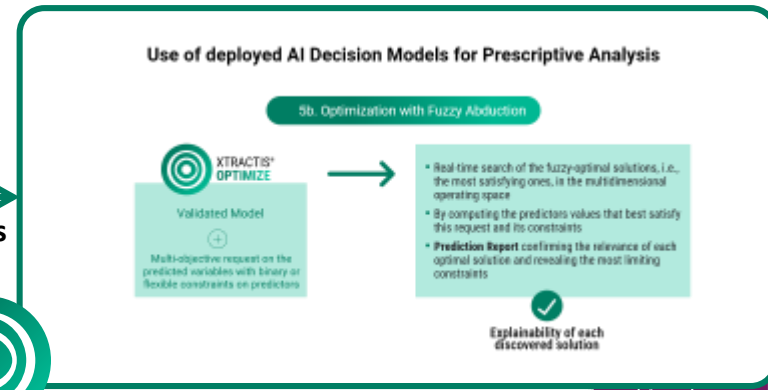 Use of deployed AI Decision Models for Prescriptive Analysis
5b. Optimization with Fuzzy Abduction
XTRACTIS®
OPTIMIZE
Validated Model
Multi-objective request on the
predicted variables with binary or
flexible constraints on predictors
• Real-time search of the fuzzy-optimal solutions, i.e.,
the most satisfying ones, in the multidimensional
operating space
• By computing the predictors values that best satisfy
this request and its constraints
• Prediction Report confirming the relevance of each
optimal solution and revealing the most limiting
constraints
Explainability of each
discovered solution
s